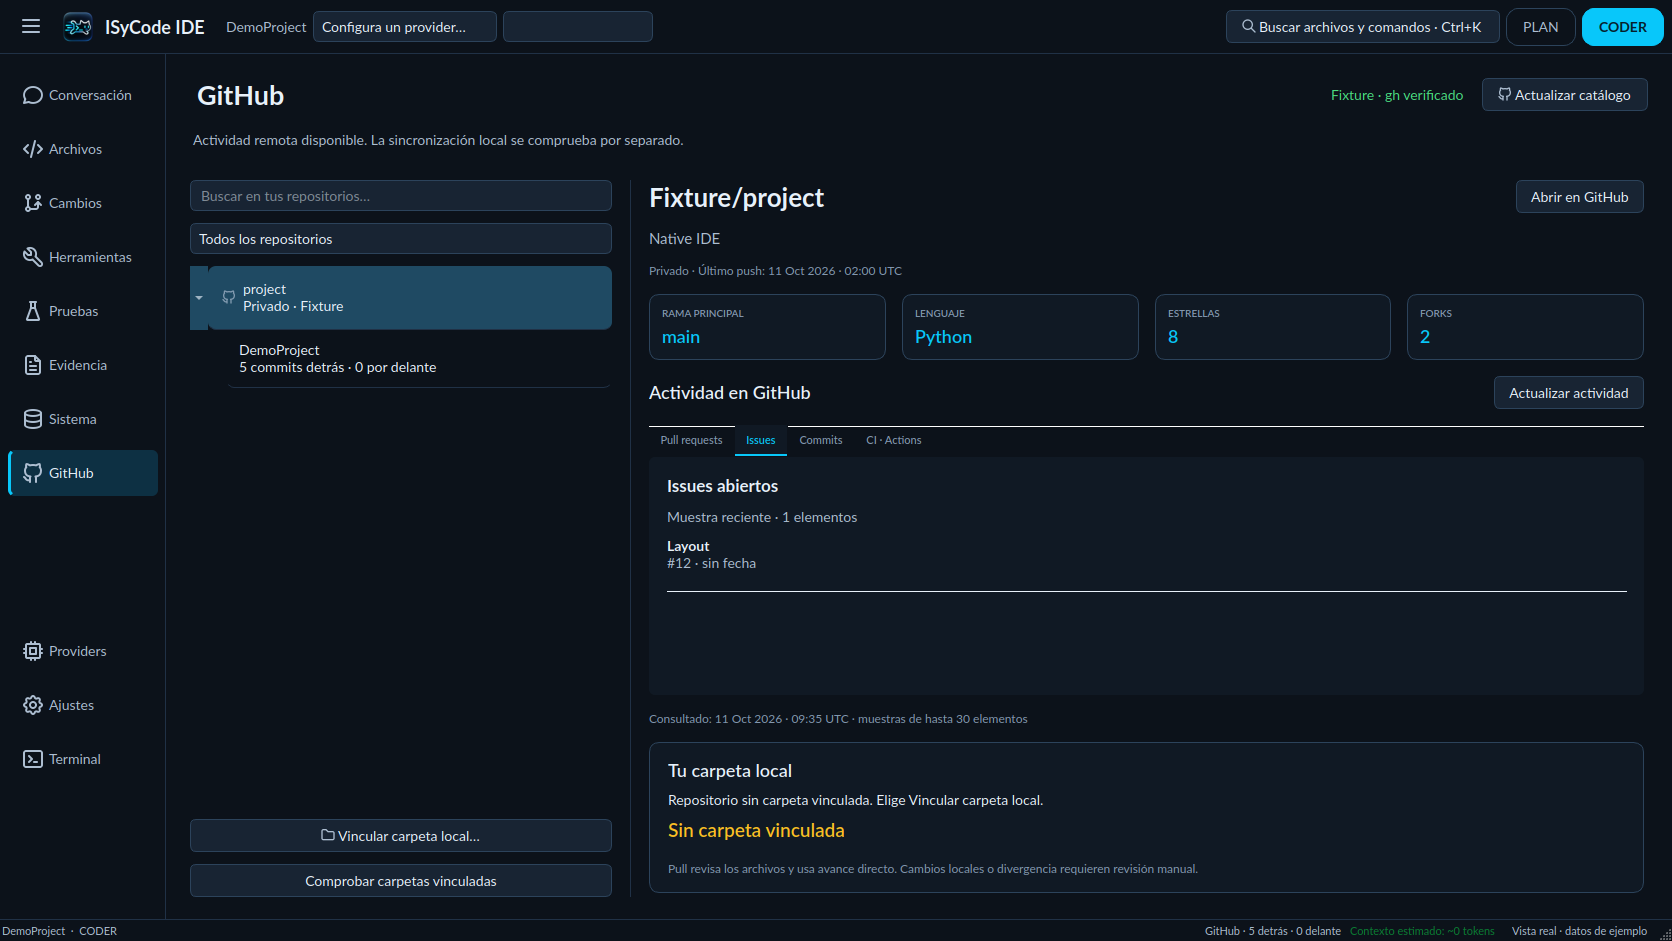 ISyCode IDE
DemoProject
Configura un provider...
Buscar archivos y comandos · Ctrl+K
PLAN
CODER
Conversación
Archivos
Cambios
Herramientas
Pruebas
Evidencia
Sistema
GitHub
Providers
Ajustes
Terminal
GitHub
Fixture · gh verificado
Actualizar catálogo
Actividad remota disponible. La sincronización local se comprueba por separado.
Buscar en tus repositorios...
Todos los repositorios
project
Privado · Fixture
DemoProject
5 commits detrás · 0 por delante
Vincular carpeta local...
Comprobar carpetas vinculadas
Fixture/project
Abrir en GitHub
Native IDE
Privado · Último push: 11 Oct 2026 · 02:00 UTC
RAMA PRINCIPAL
main
LENGUAJE
Python
ESTRELLAS
8
FORKS
2
Actividad en GitHub
Actualizar actividad
Pull requests
Issues
Commits
CI · Actions
Issues abiertos
Muestra reciente · 1 elementos
Layout
#12 · sin fecha
Consultado: 11 Oct 2026 · 09:35 UTC · muestras de hasta 30 elementos
Tu carpeta local
Repositorio sin carpeta vinculada. Elige Vincular carpeta local.
Sin carpeta vinculada
Pull revisa los archivos y usa avance directo. Cambios locales o divergencia requieren revisión manual.
DemoProject · CODER
GitHub · 5 detrás · 0 delante
Contexto estimado: ~0 tokens
Vista real · datos de ejemplo